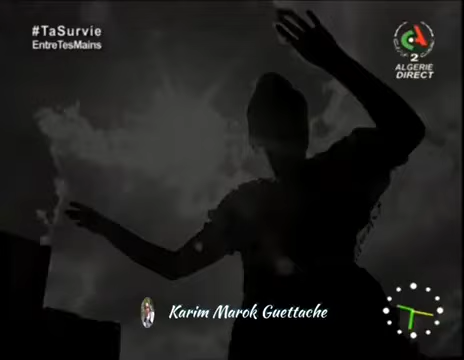 #TaSurvie
EntreTesMains
2
ALGERIE
DIRECT
Karim Marok Guettache